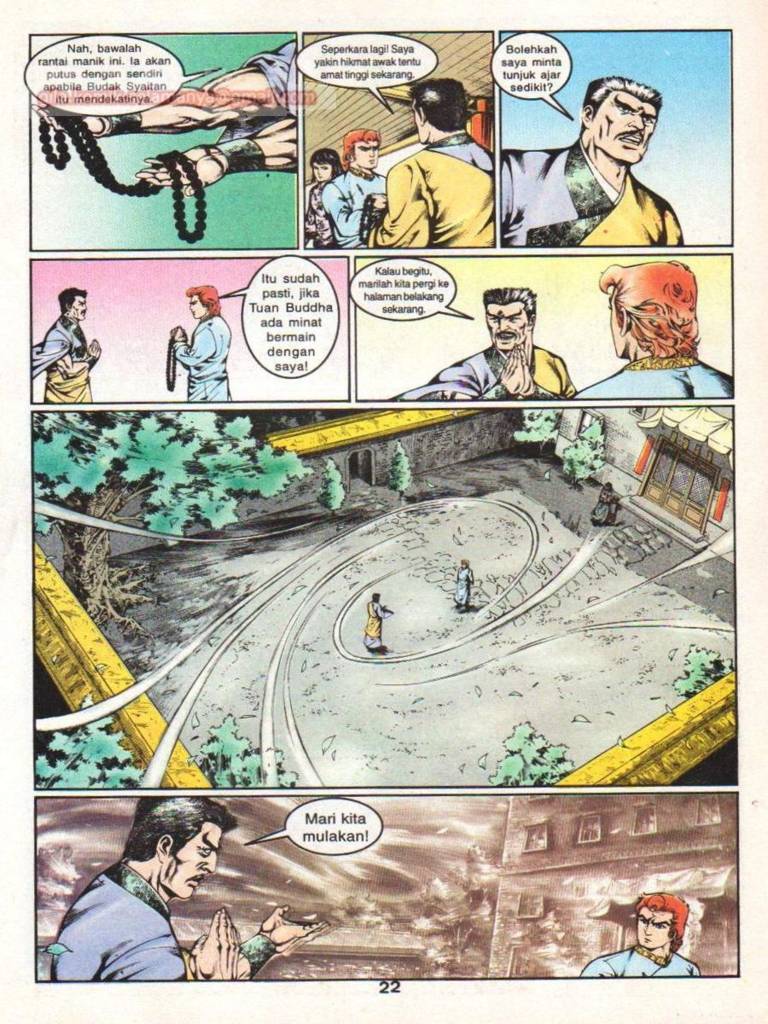 Nah, bawalah
rantai manik ini. Ia akan
putus dengan sendiri
apabila Budak Syaitan
itu mendekatinya.
Seperkara lagi! Saya
yakin hikmat awak tentu
amat tinggi sekarang.
Bolehkah
saya minta
tunjuk ajar
sedikit?
Itu sudah
pasti, jika
Tuan Buddha
ada minat
bermain
dengan
saya!
Kalau begitu,
marilah kita pergi ke
halaman belakang
sekarang.
Mari kita
mulakan!
22